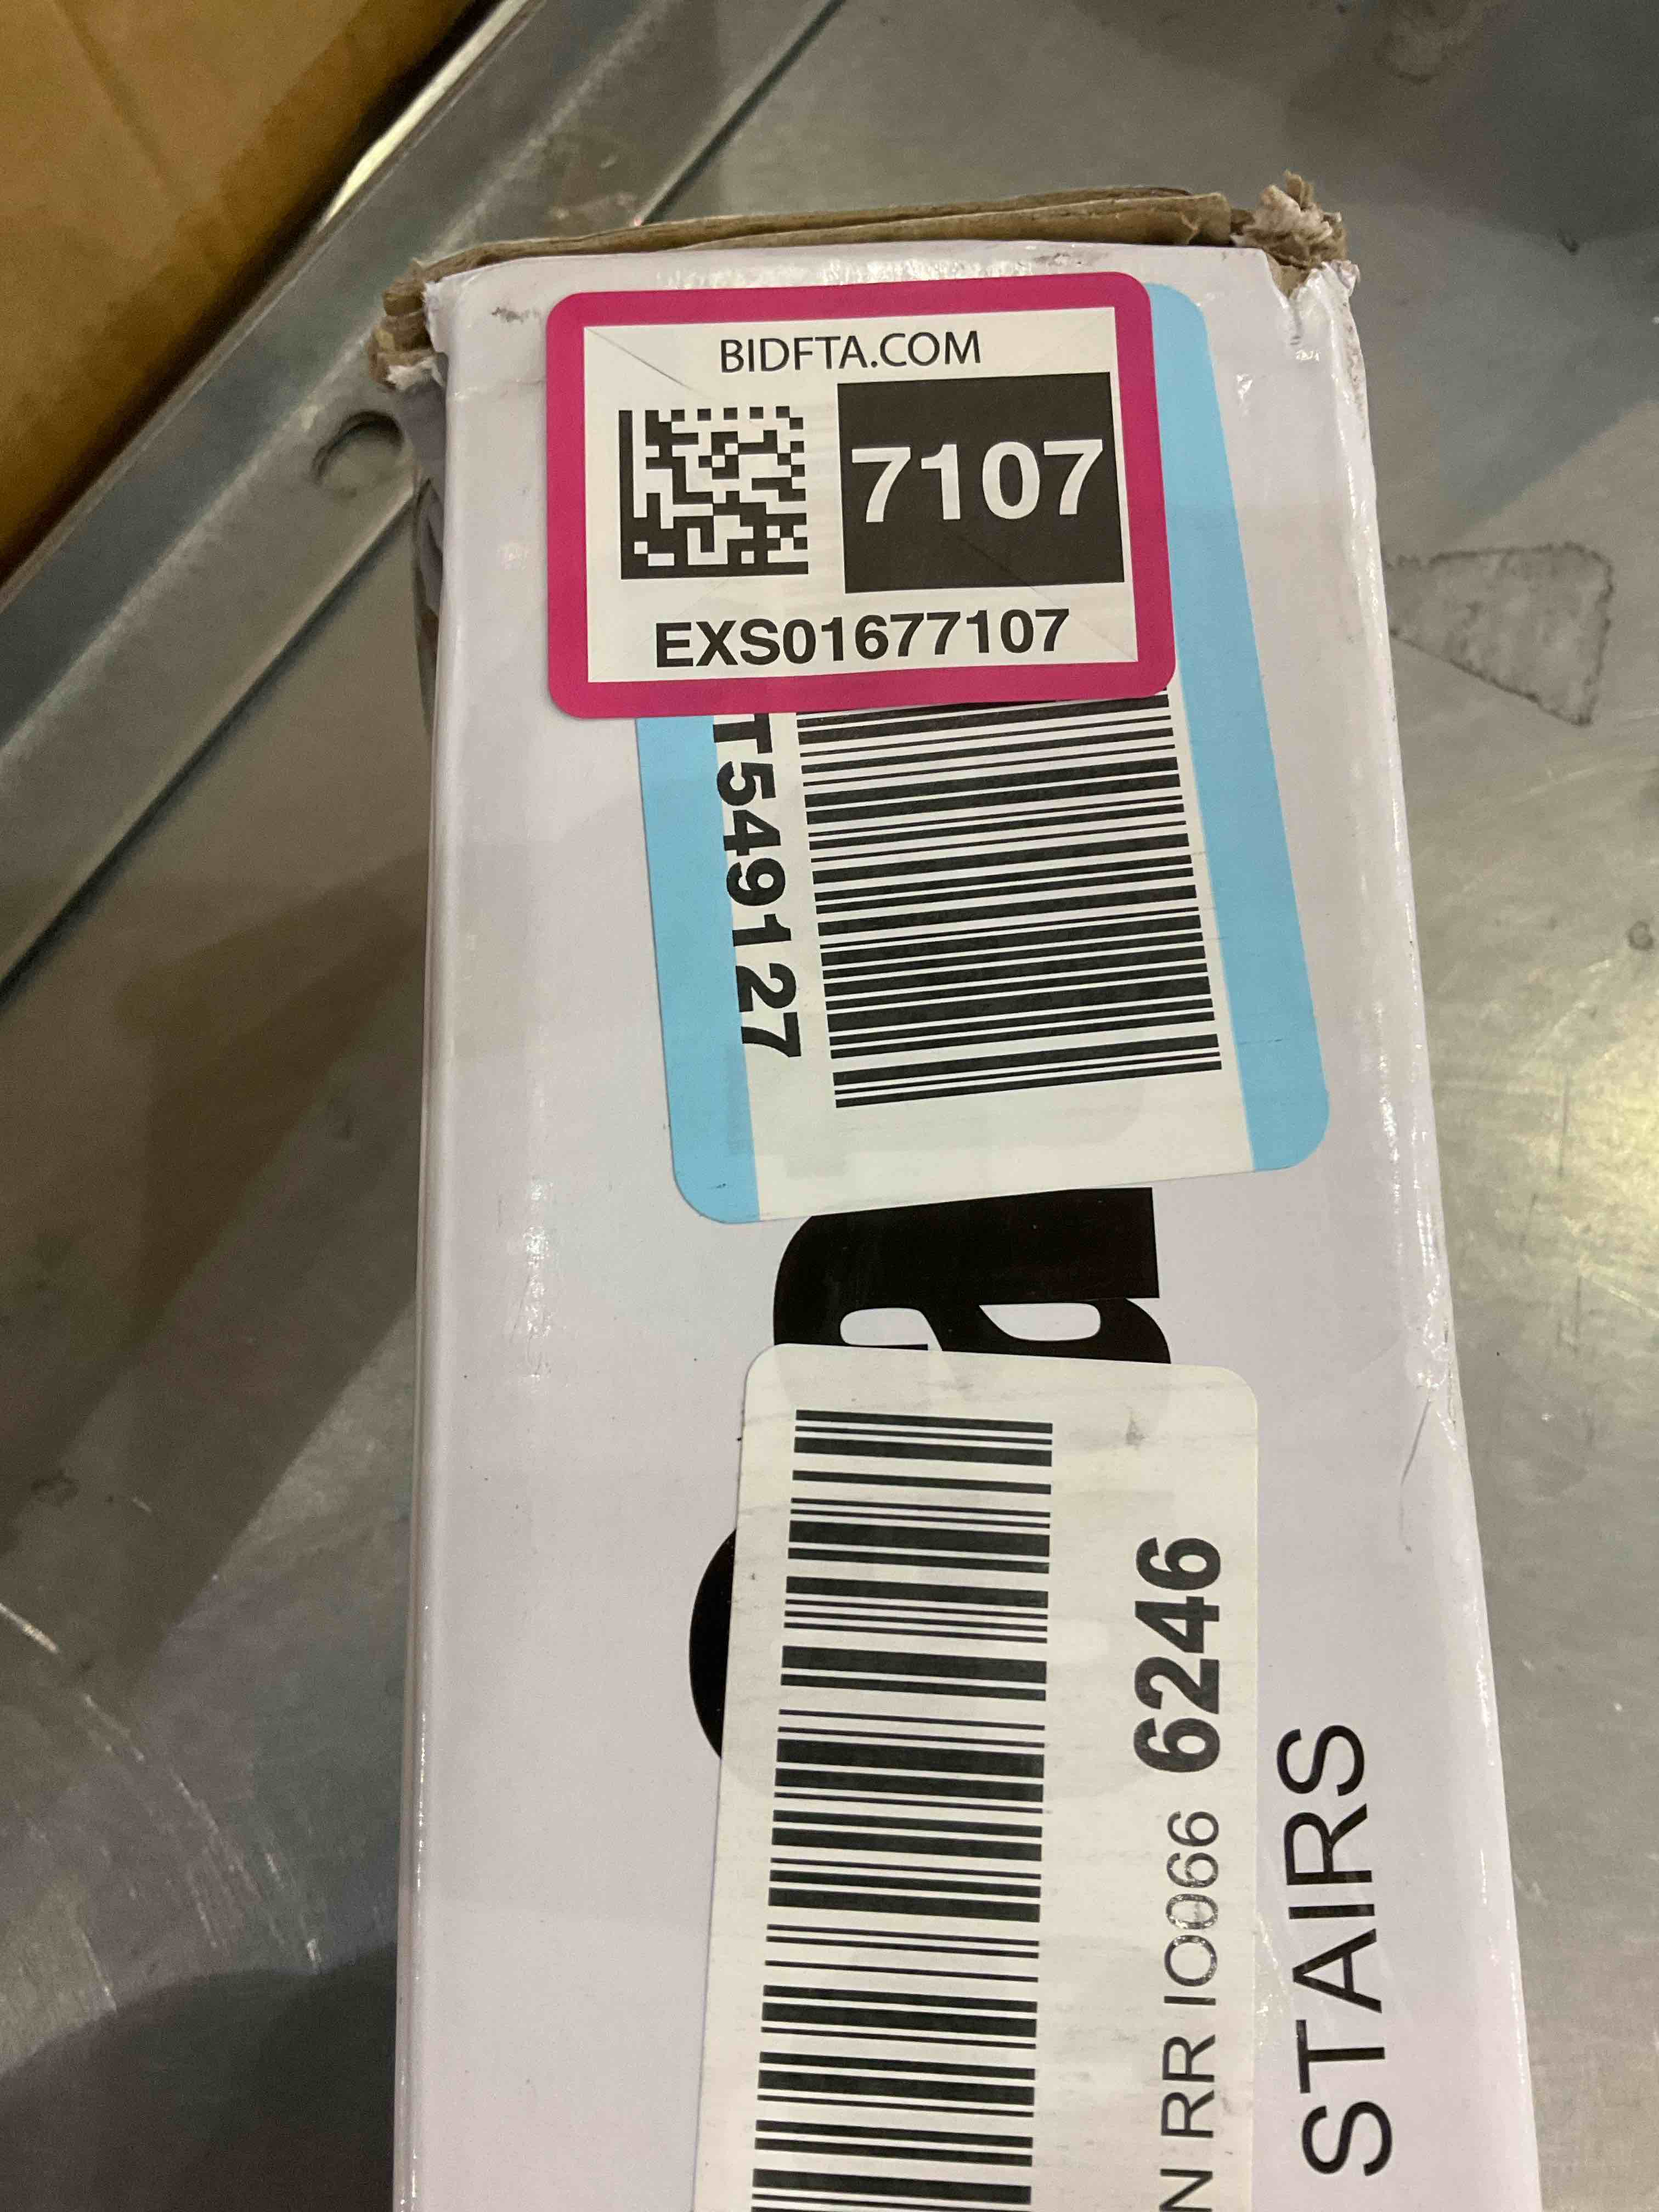 BIDFTA.COM
7107
EXS01677107
T549127
N RR IO066 6246
STAIRS